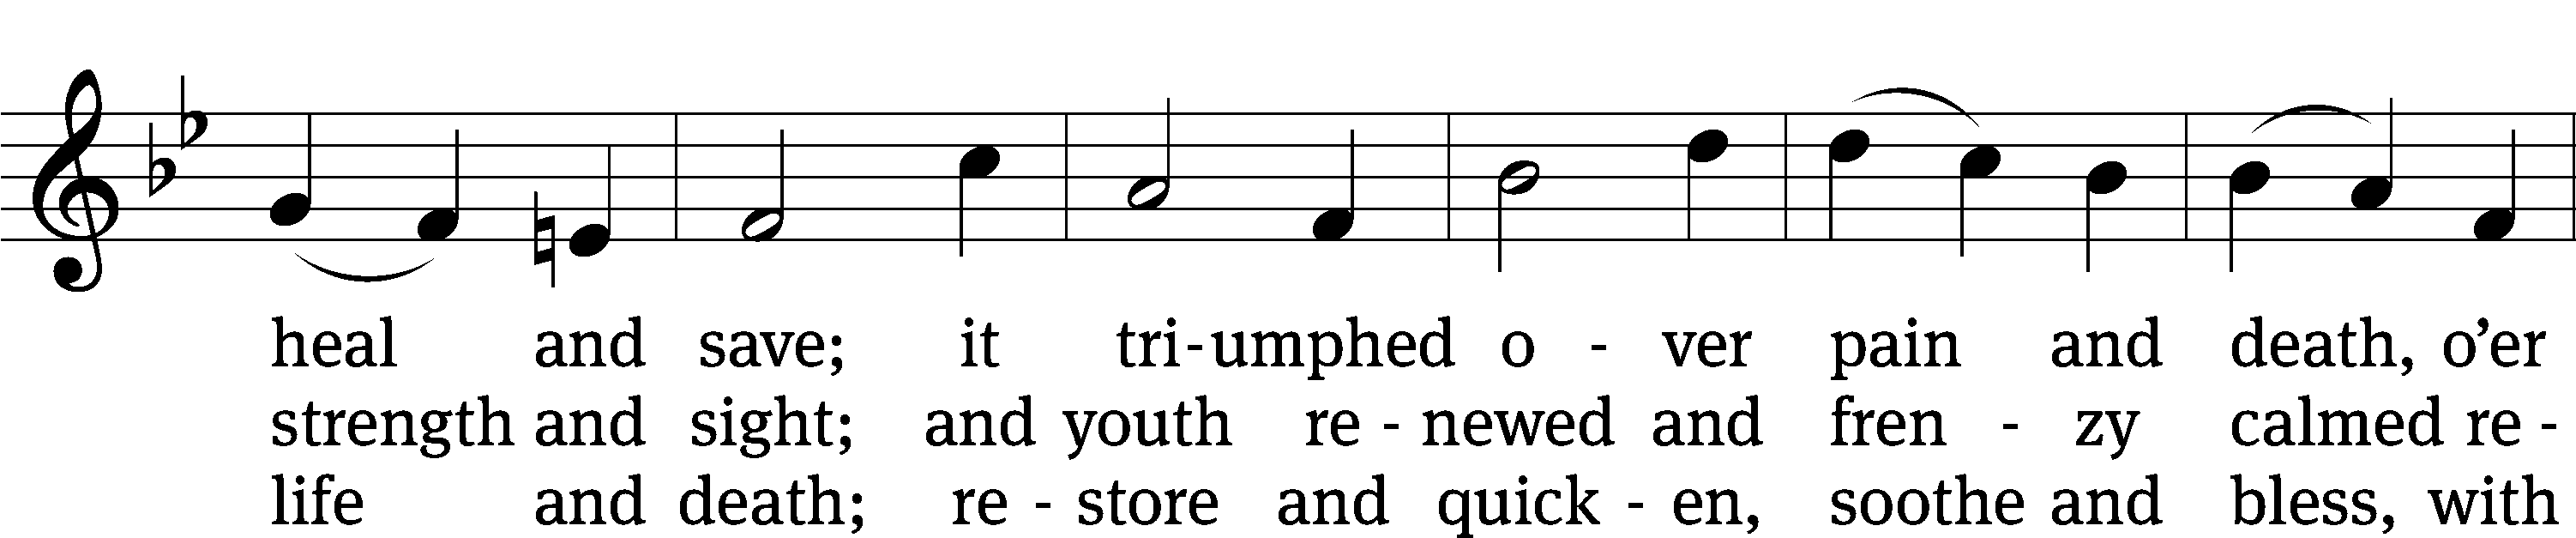 heal and save; it tri-umphed o - ver pain and death, o’er
strength and sight; and youth re - newed and fren - zy calmed re -
life and death; re - store and quick - en, soothe and bless, with